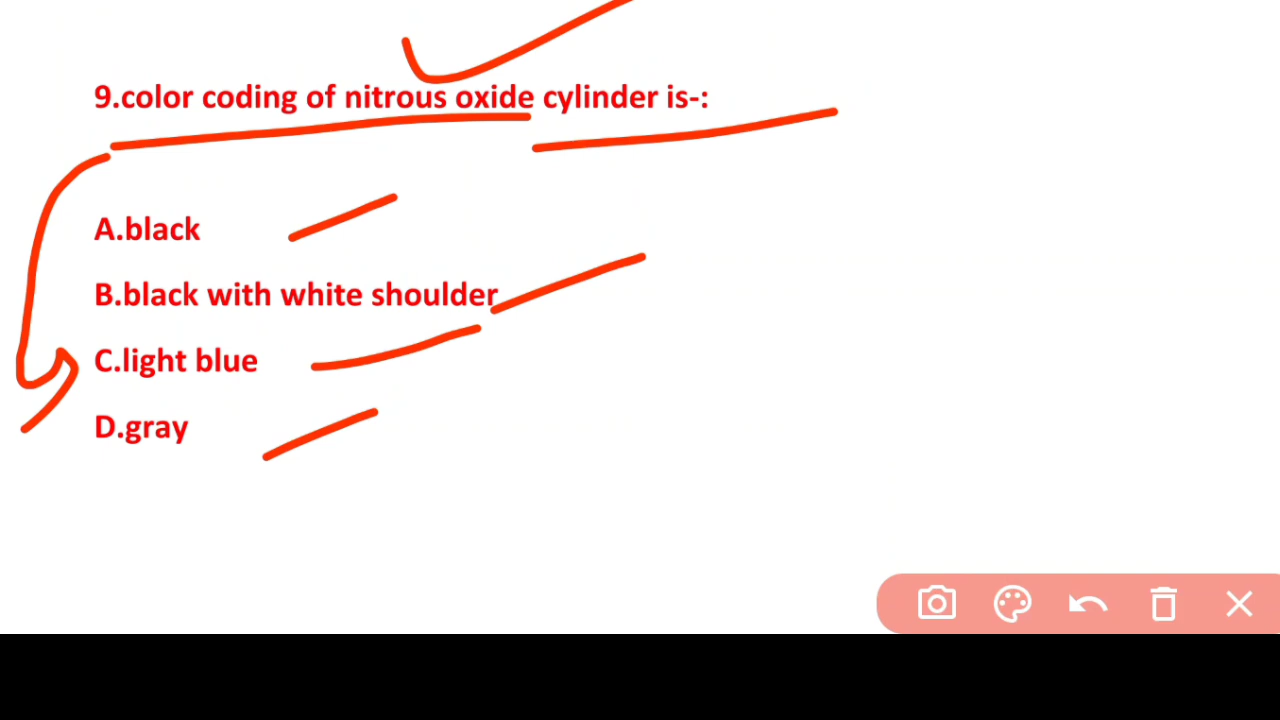 9.color coding of nitrous oxide cylinder is-:
A.black
B.black with white shoulder
C.light blue
D.gray